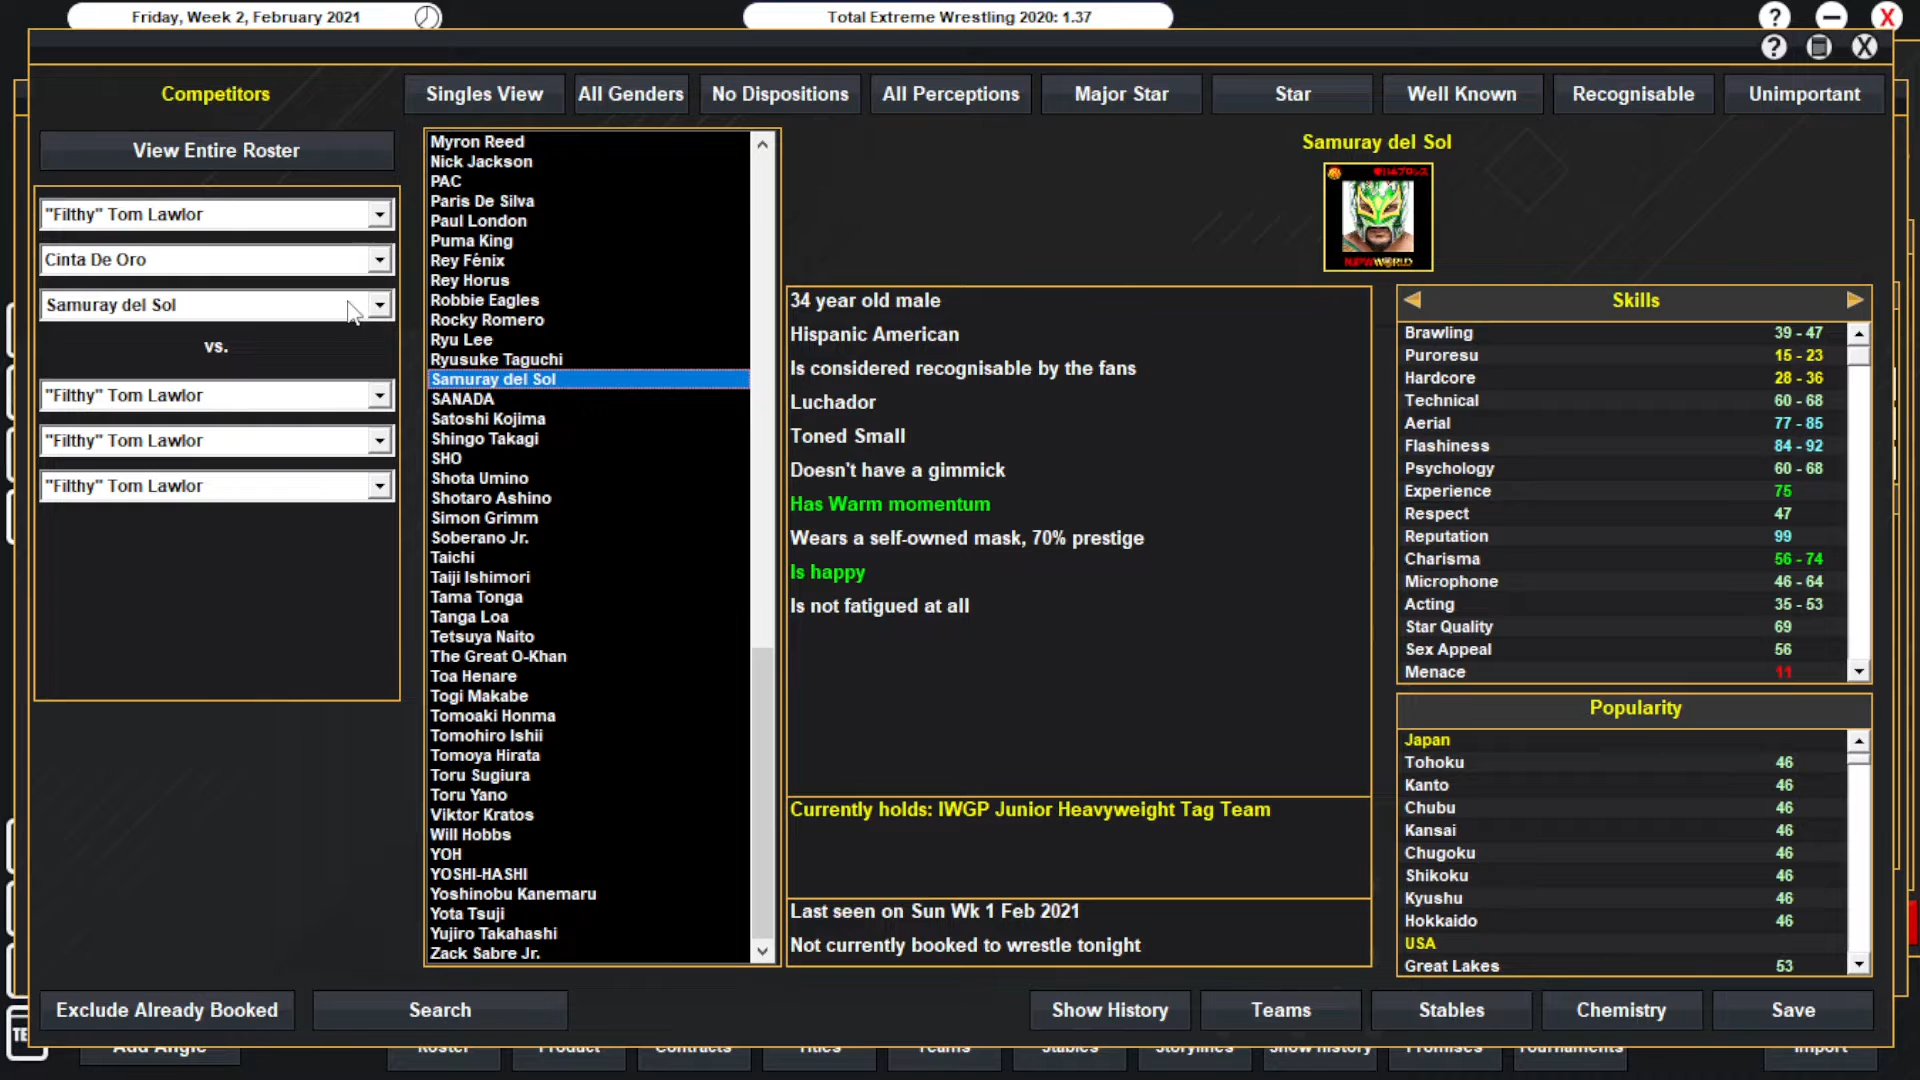 Friday, Week 2, February 2021
Total Extreme Wrestling 2020: 1.37
? X
? X
Competitors
Singles View
All Genders
No Dispositions
All Perceptions
Major Star
Star
Well Known
Recognisable
Unimportant
View Entire Roster
"Filthy" Tom Lawlor
Cinta De Oro
Samuray del Sol
vs.
"Filthy" Tom Lawlor
"Filthy" Tom Lawlor
"Filthy" Tom Lawlor
Myron Reed
Nick Jackson
PAC
Paris De Silva
Paul London
Puma King
Rey Fénix
Rey Horus
Robbie Eagles
Rocky Romero
Ryu Lee
Ryusuke Taguchi
Samuray del Sol
SANADA
Satoshi Kojima
Shingo Takagi
SHO
Shota Umino
Shotaro Ashino
Simon Grimm
Soberano Jr.
Taichi
Taiji Ishimori
Tama Tonga
Tanga Loa
Tetsuya Naito
The Great O-Khan
Toa Henare
Togi Makabe
Tomoaki Honma
Tomohiro Ishii
Tomoya Hirata
Toru Sugiura
Toru Yano
Viktor Kratos
Will Hobbs
YOH
YOSHI-HASHI
Yoshinobu Kanemaru
Yota Tsuji
Yujiro Takahashi
Zack Sabre Jr.
Samuray del Sol
34 year old male
Hispanic American
Is considered recognisable by the fans
Luchador
Toned Small
Doesn't have a gimmick
Has Warm momentum
Wears a self-owned mask, 70% prestige
Is happy
Is not fatigued at all
Currently holds: IWGP Junior Heavyweight Tag Team
Last seen on Sun Wk 1 Feb 2021
Not currently booked to wrestle tonight
Skills
Brawling 39 - 47
Puroresu 15 - 23
Hardcore 28 - 36
Technical 60 - 68
Aerial 77 - 85
Flashiness 84 - 92
Psychology 60 - 68
Experience 75
Respect 47
Reputation 99
Charisma 56 - 74
Microphone 46 - 64
Acting 35 - 53
Star Quality 69
Sex Appeal 56
Menace 11
Popularity
Japan
Tohoku 46
Kanto 46
Chubu 46
Kansai 46
Chugoku 46
Shikoku 46
Kyushu 46
Hokkaido 46
USA
Great Lakes 53
Exclude Already Booked
Search
Show History
Teams
Stables
Chemistry
Save
Add Angle
Roster
Product
Contracts
Titles
Teams
Stables
Storylines
Show History
Promises
Tournaments
Import